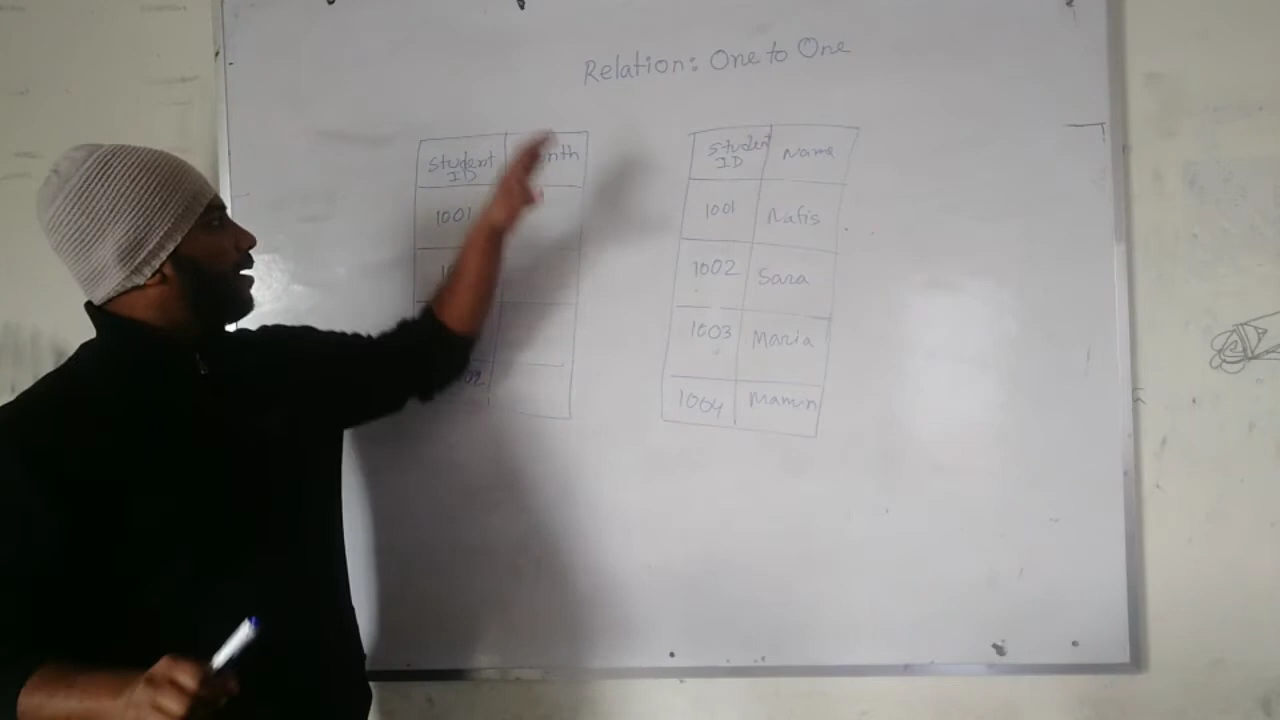 Relation: One to One
Student ID
1001
Student ID Name
1001 Nafis
1002 Sara
1003 Maria
1004 Mamun